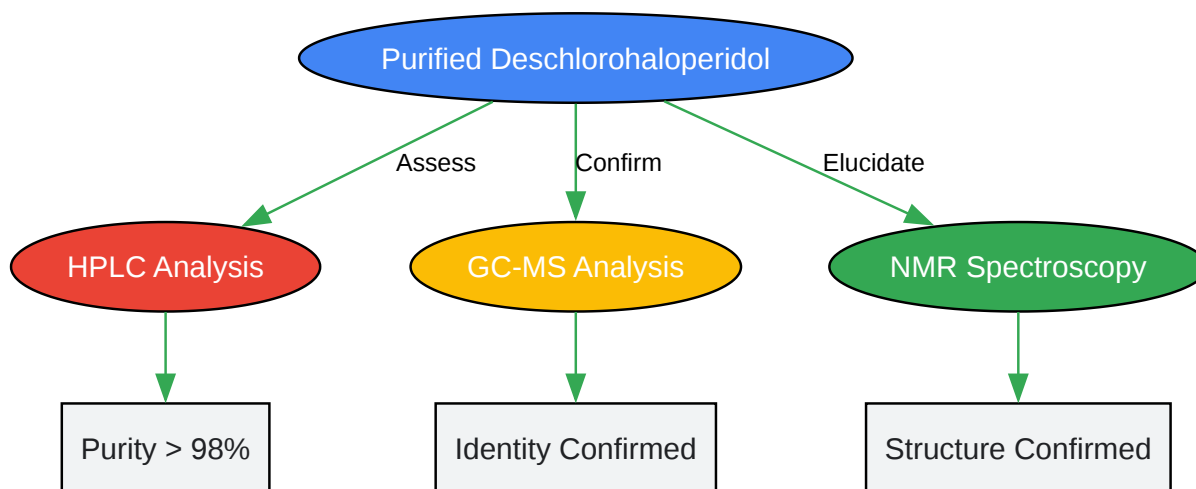 Purified Deschlorohaloperidol
Assess
Confirm
Elucidate
HPLC Analysis
GC-MS Analysis
NMR Spectroscopy
Purity > 98%
Identity Confirmed
Structure Confirmed